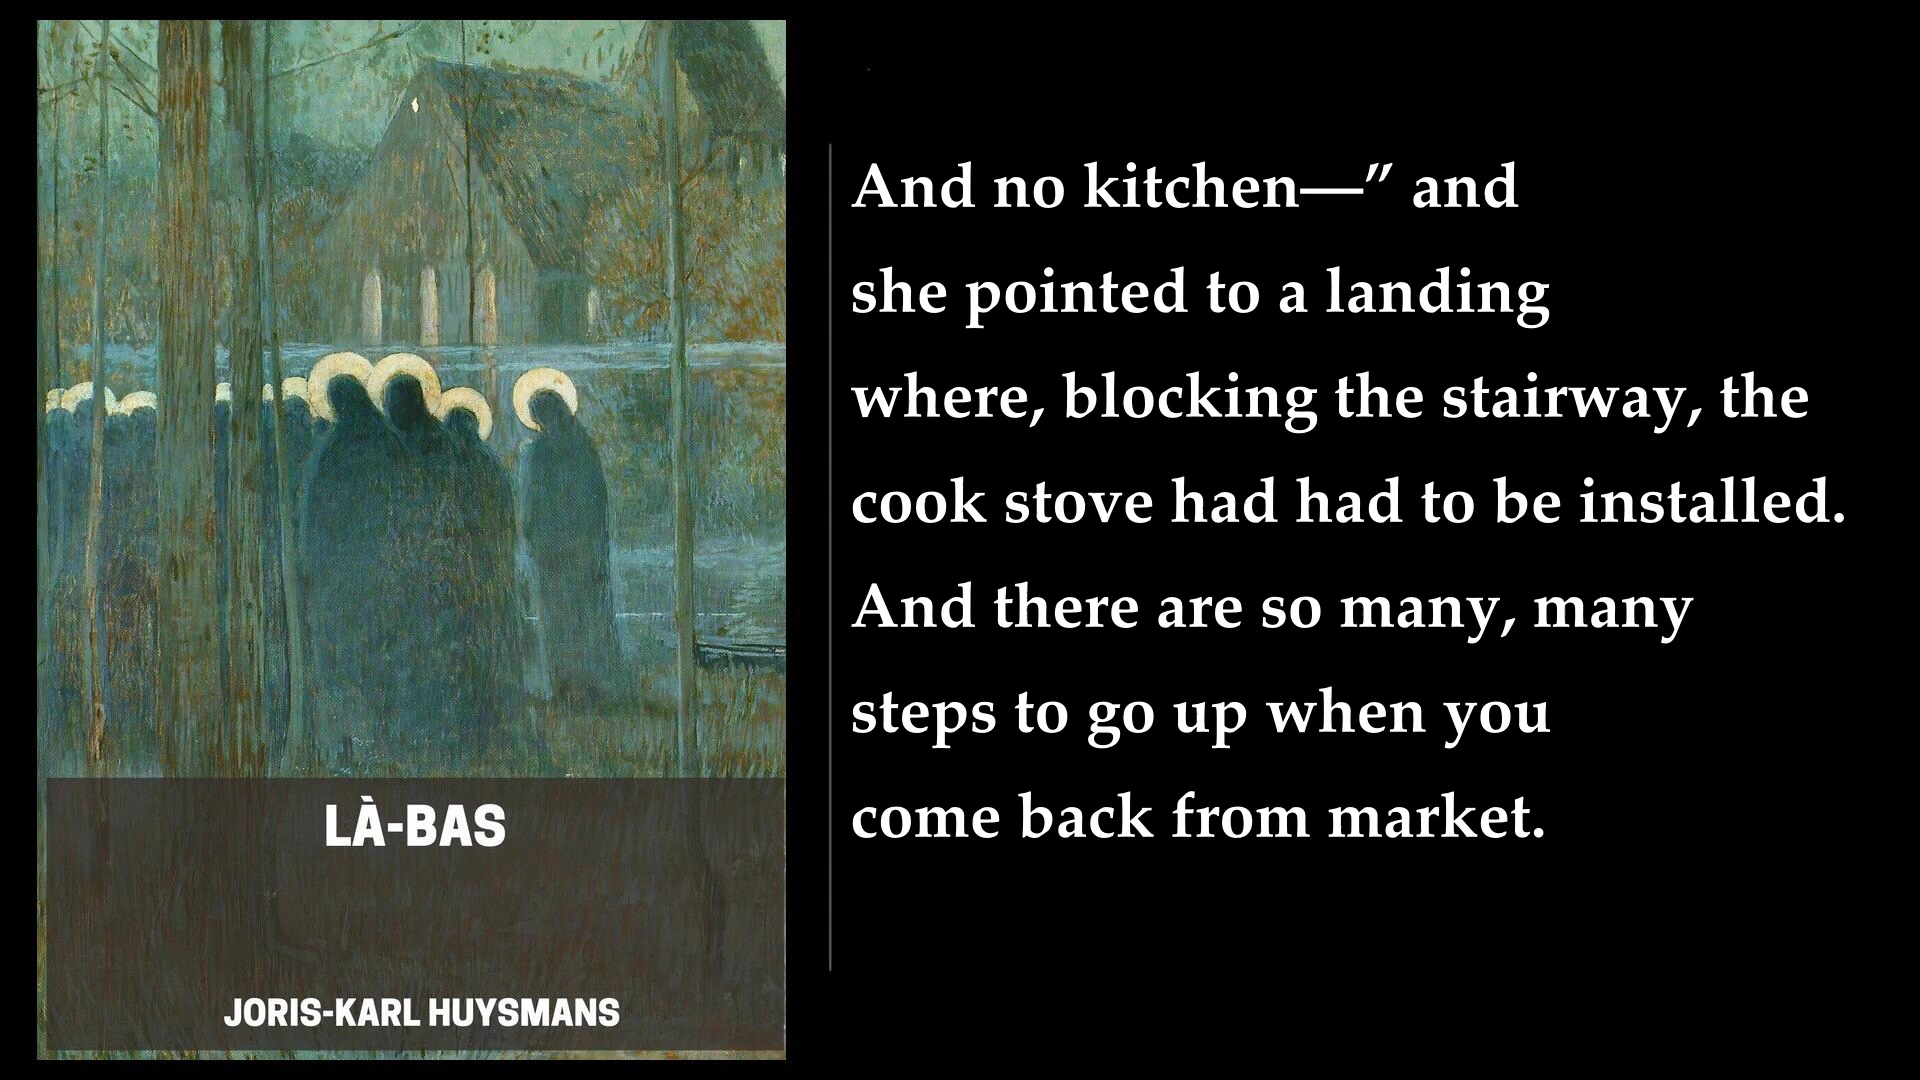 LÀ-BAS
JORIS-KARL HUYSMANS
And no kitchen—” and
she pointed to a landing
where, blocking the stairway, the
cook stove had had to be installed.
And there are so many, many
steps to go up when you
come back from market.